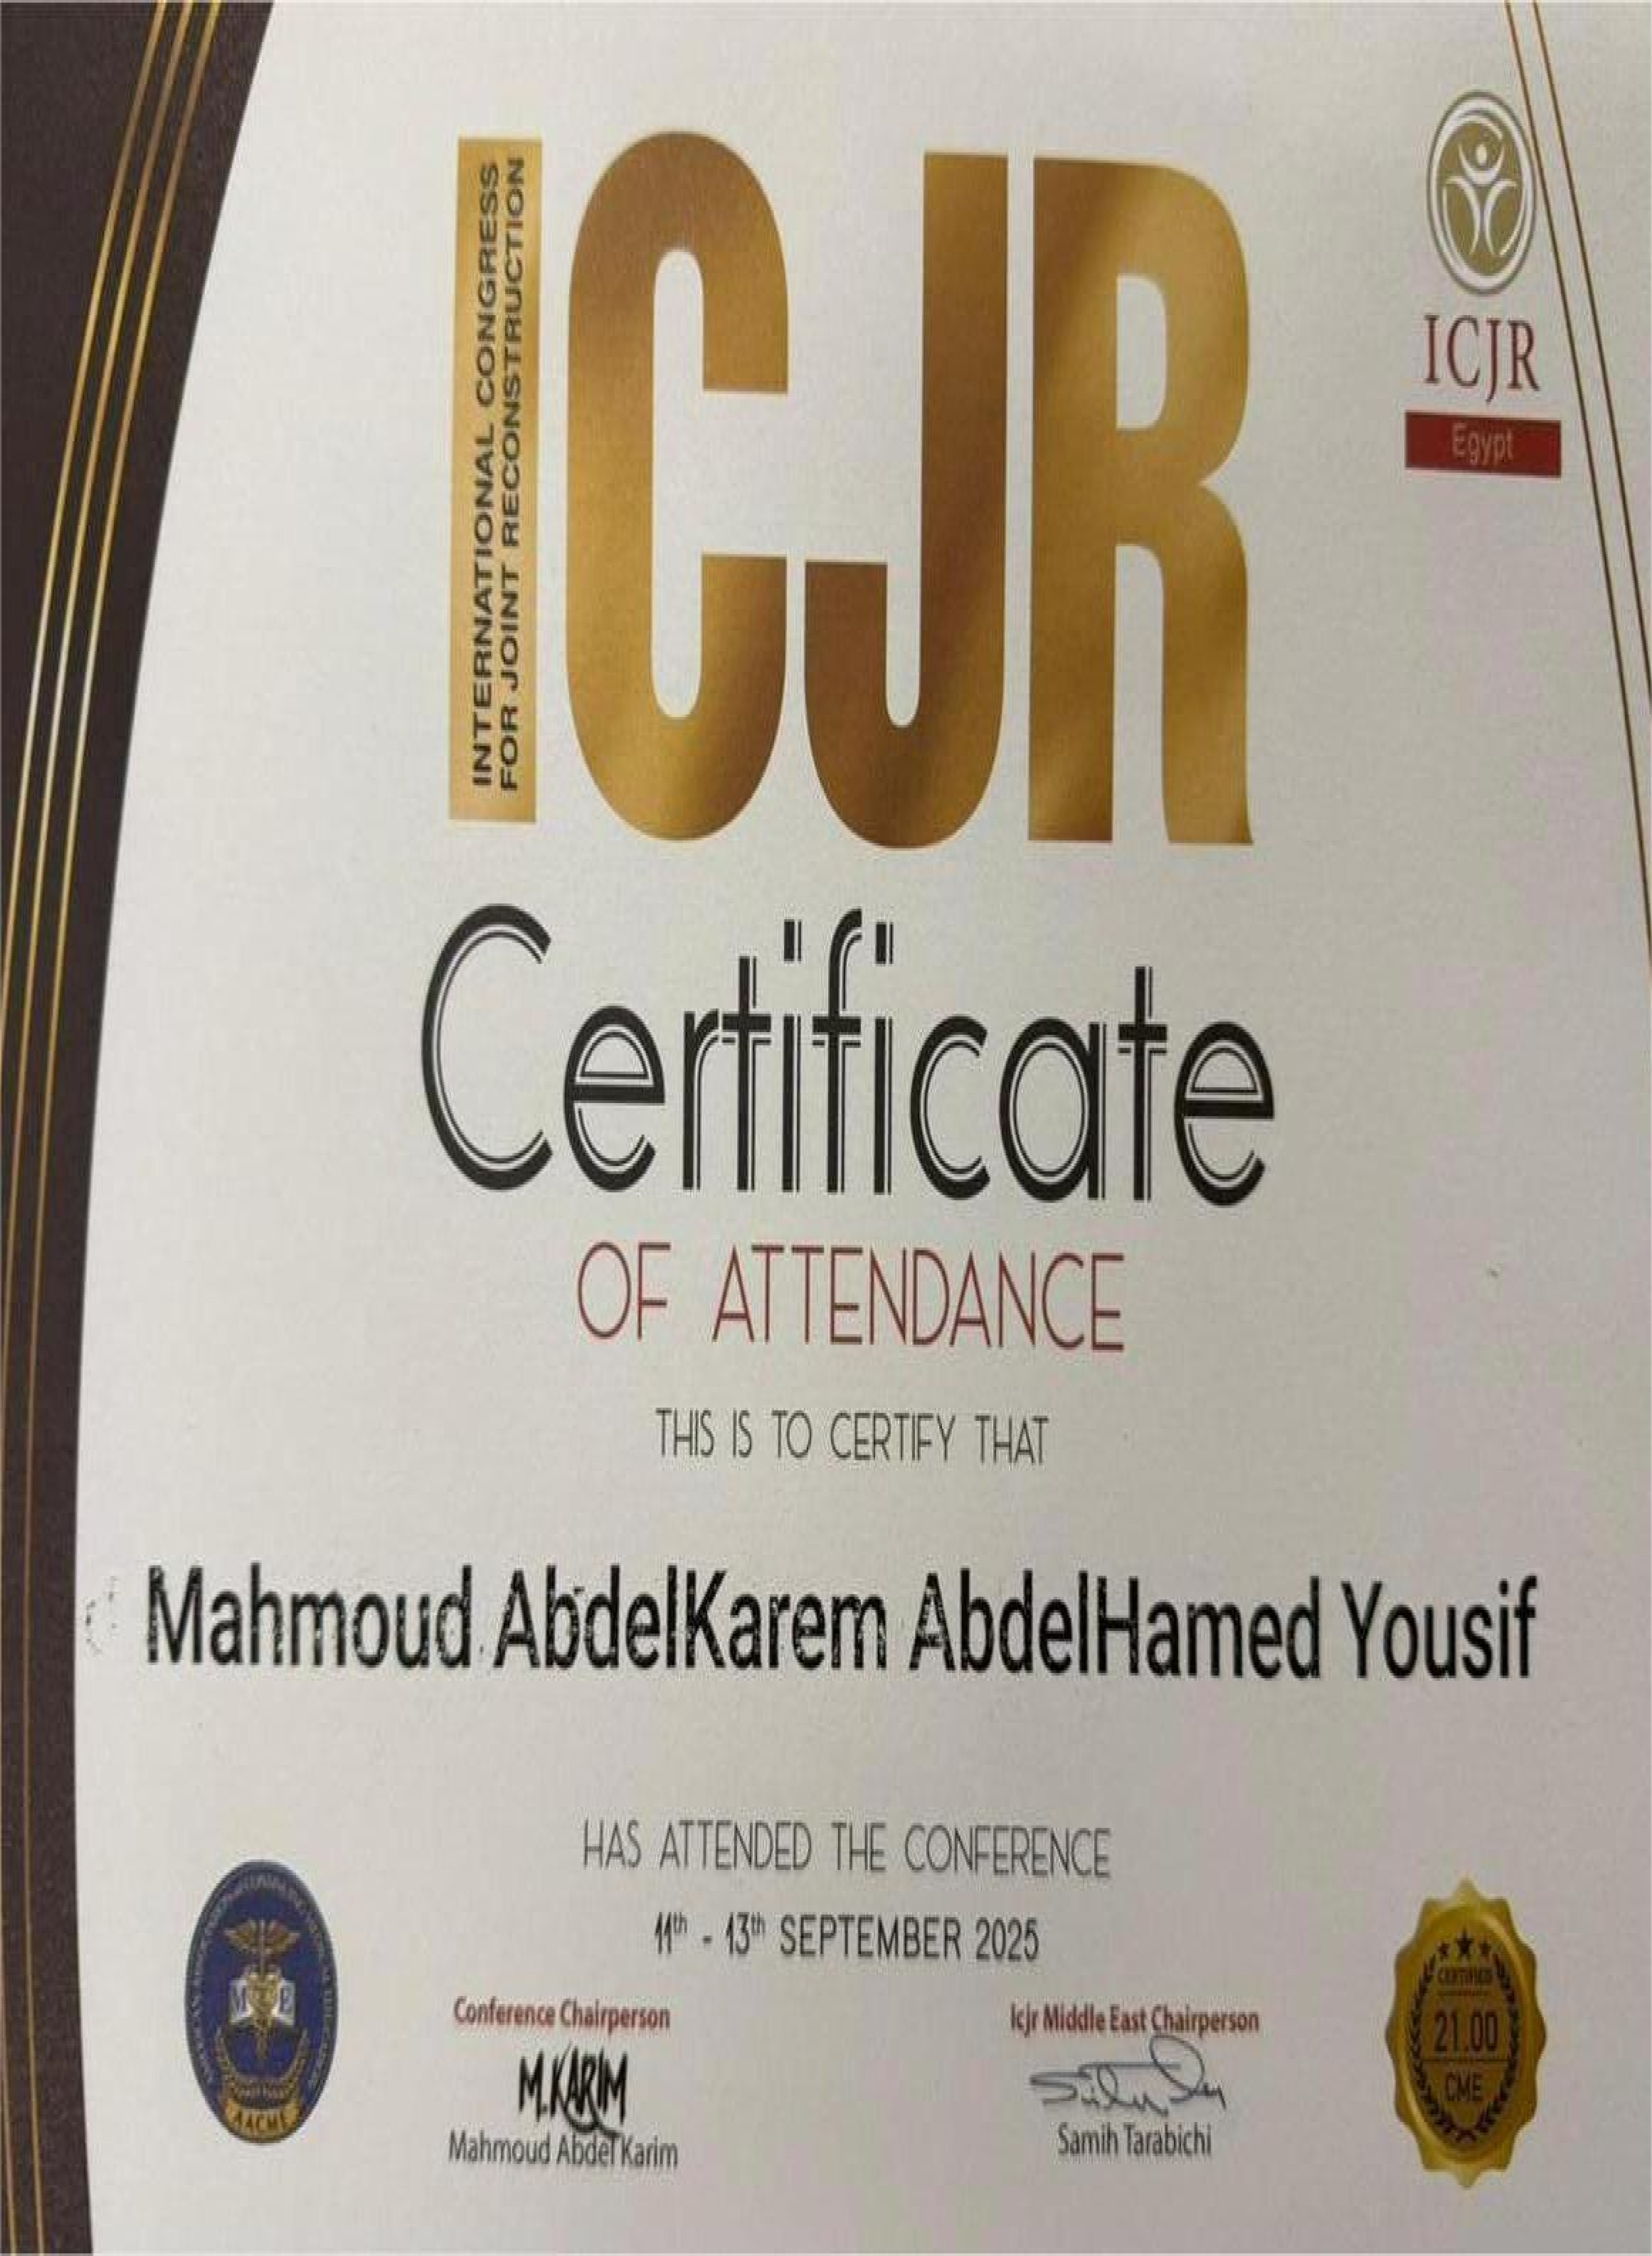 INTERNATIONAL CONGRESS
FOR JOINT RECONSTRUCTION
ICJR
ICJR
Egypt
Certificate
OF ATTENDANCE
THIS IS TO CERTIFY THAT
Mahmoud AbdelKarem AbdelHamed Yousif
HAS ATTENDED THE CONFERENCE
11th - 13th SEPTEMBER 2025
Conference Chairperson
M.KARIM
Mahmoud Abdel Karim
Icjr Middle East Chairperson
Samih Tarabichi
M E
AACME
CERTIFIED
21.00
CME